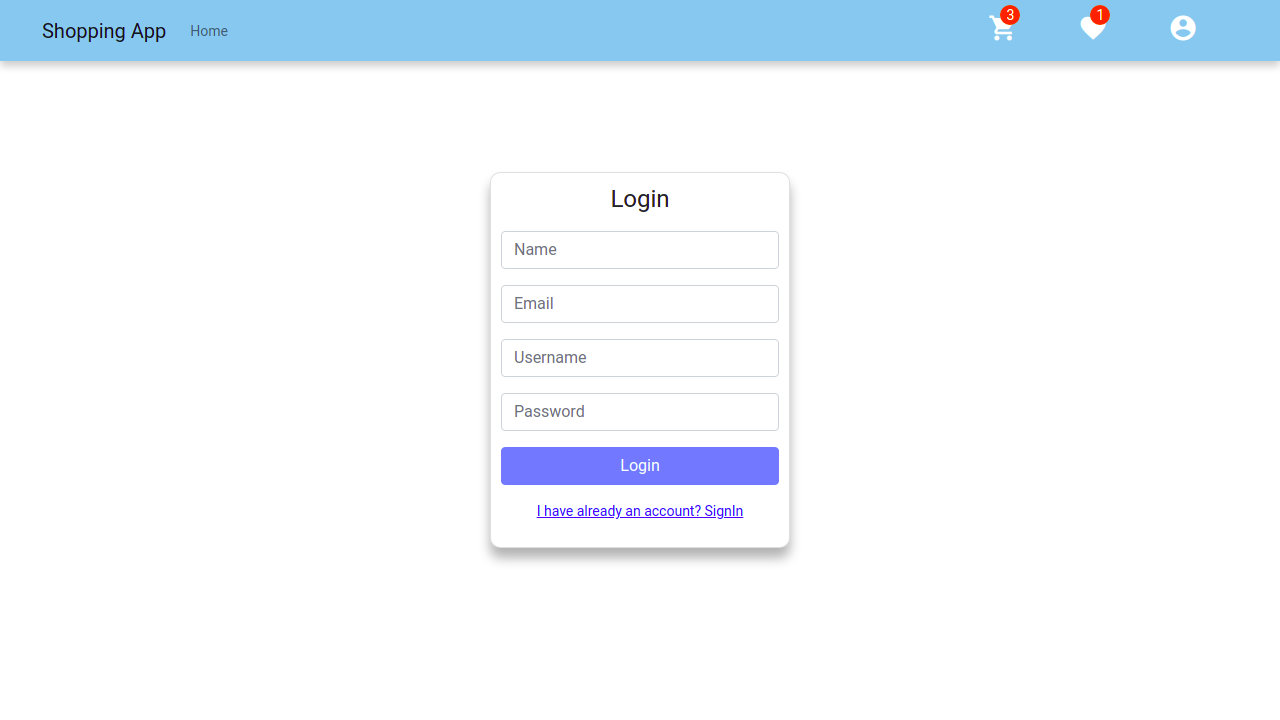 Shopping App Home 3 1
Login
Name
Email
Username
Password
Login
I have already an account? SignIn